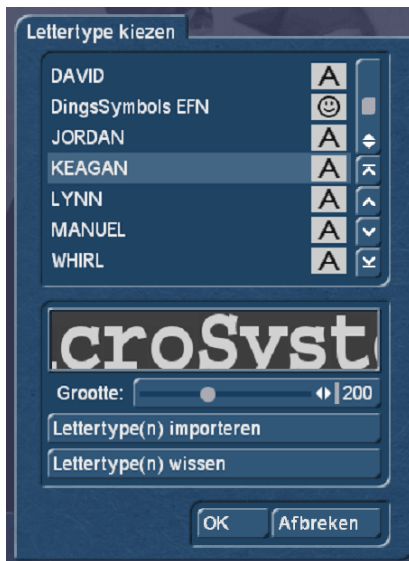 Lettertype kiezen
DAVID A
DingsSymbols EFN
JORDAN A
KEAGAN A
LYNN A
MANUEL A
WHIRL A
croSyst
Grootte: 200
Lettertype(n) importeren
Lettertype(n) wissen
OK Afbreken